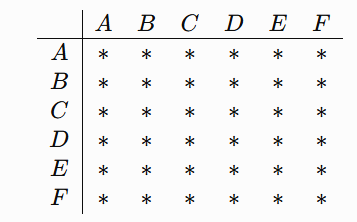 A B C D E F
A * * * * * *
B * * * * * *
C * * * * * *
D * * * * * *
E * * * * * *
F * * * * * *